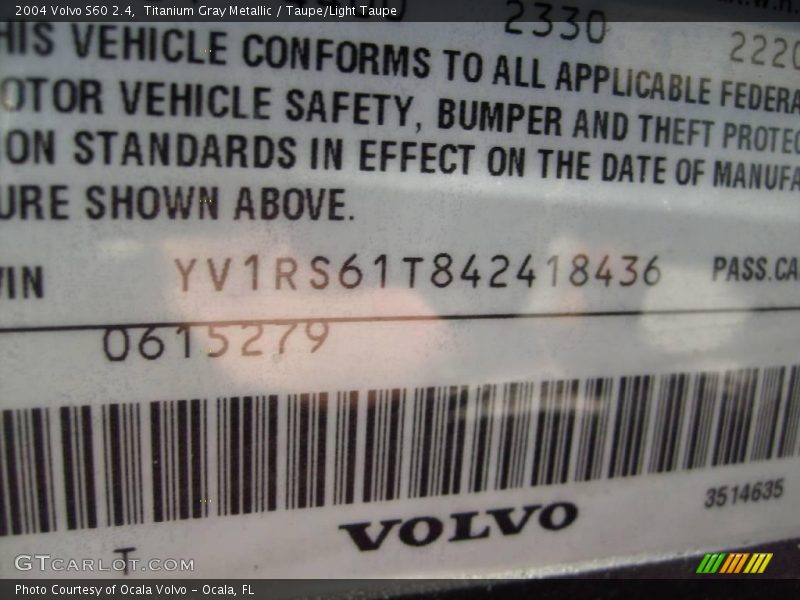 2004 Volvo S60 2.4, Titanium Gray Metallic / Taupe/Light Taupe
2330 2220
HIS VEHICLE CONFORMS TO ALL APPLICABLE FEDERA
OTOR VEHICLE SAFETY, BUMPER AND THEFT PROTEC
ON STANDARDS IN EFFECT ON THE DATE OF MANUFA
URE SHOWN ABOVE.
VIN YV1RS61T842418436 PASS.CA
0615279
VOLVO 3514635
T
GTCarLot.com
Photo Courtesy of Ocala Volvo - Ocala, FL